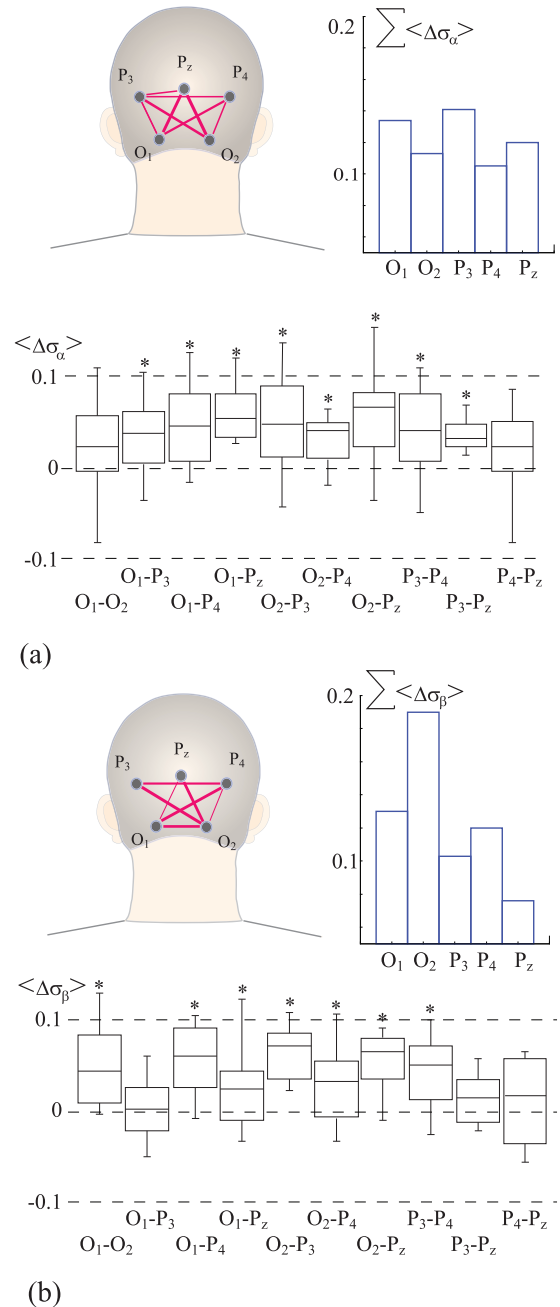 0.2
∑ <Δσα>
0.1
O₁ O₂ P₃ P₄ Pz
P₃ Pz P₄
O₁ O₂
<Δσα>
* * * * * * * *
0.1
0
-0.1
O₁-P₃ O₁-Pz O₂-P₄ P₃-P₄ P₄-Pz
O₁-O₂ O₁-P₄ O₂-P₃ O₂-Pz P₃-Pz
(a)
0.2
∑ <Δσβ>
0.1
O₁ O₂ P₃ P₄ Pz
P₃ Pz P₄
O₁ O₂
<Δσβ>
* * * * * * *
0.1
0
-0.1
O₁-P₃ O₁-Pz O₂-P₄ P₃-P₄ P₄-Pz
O₁-O₂ O₁-P₄ O₂-P₃ O₂-Pz P₃-Pz
(b)